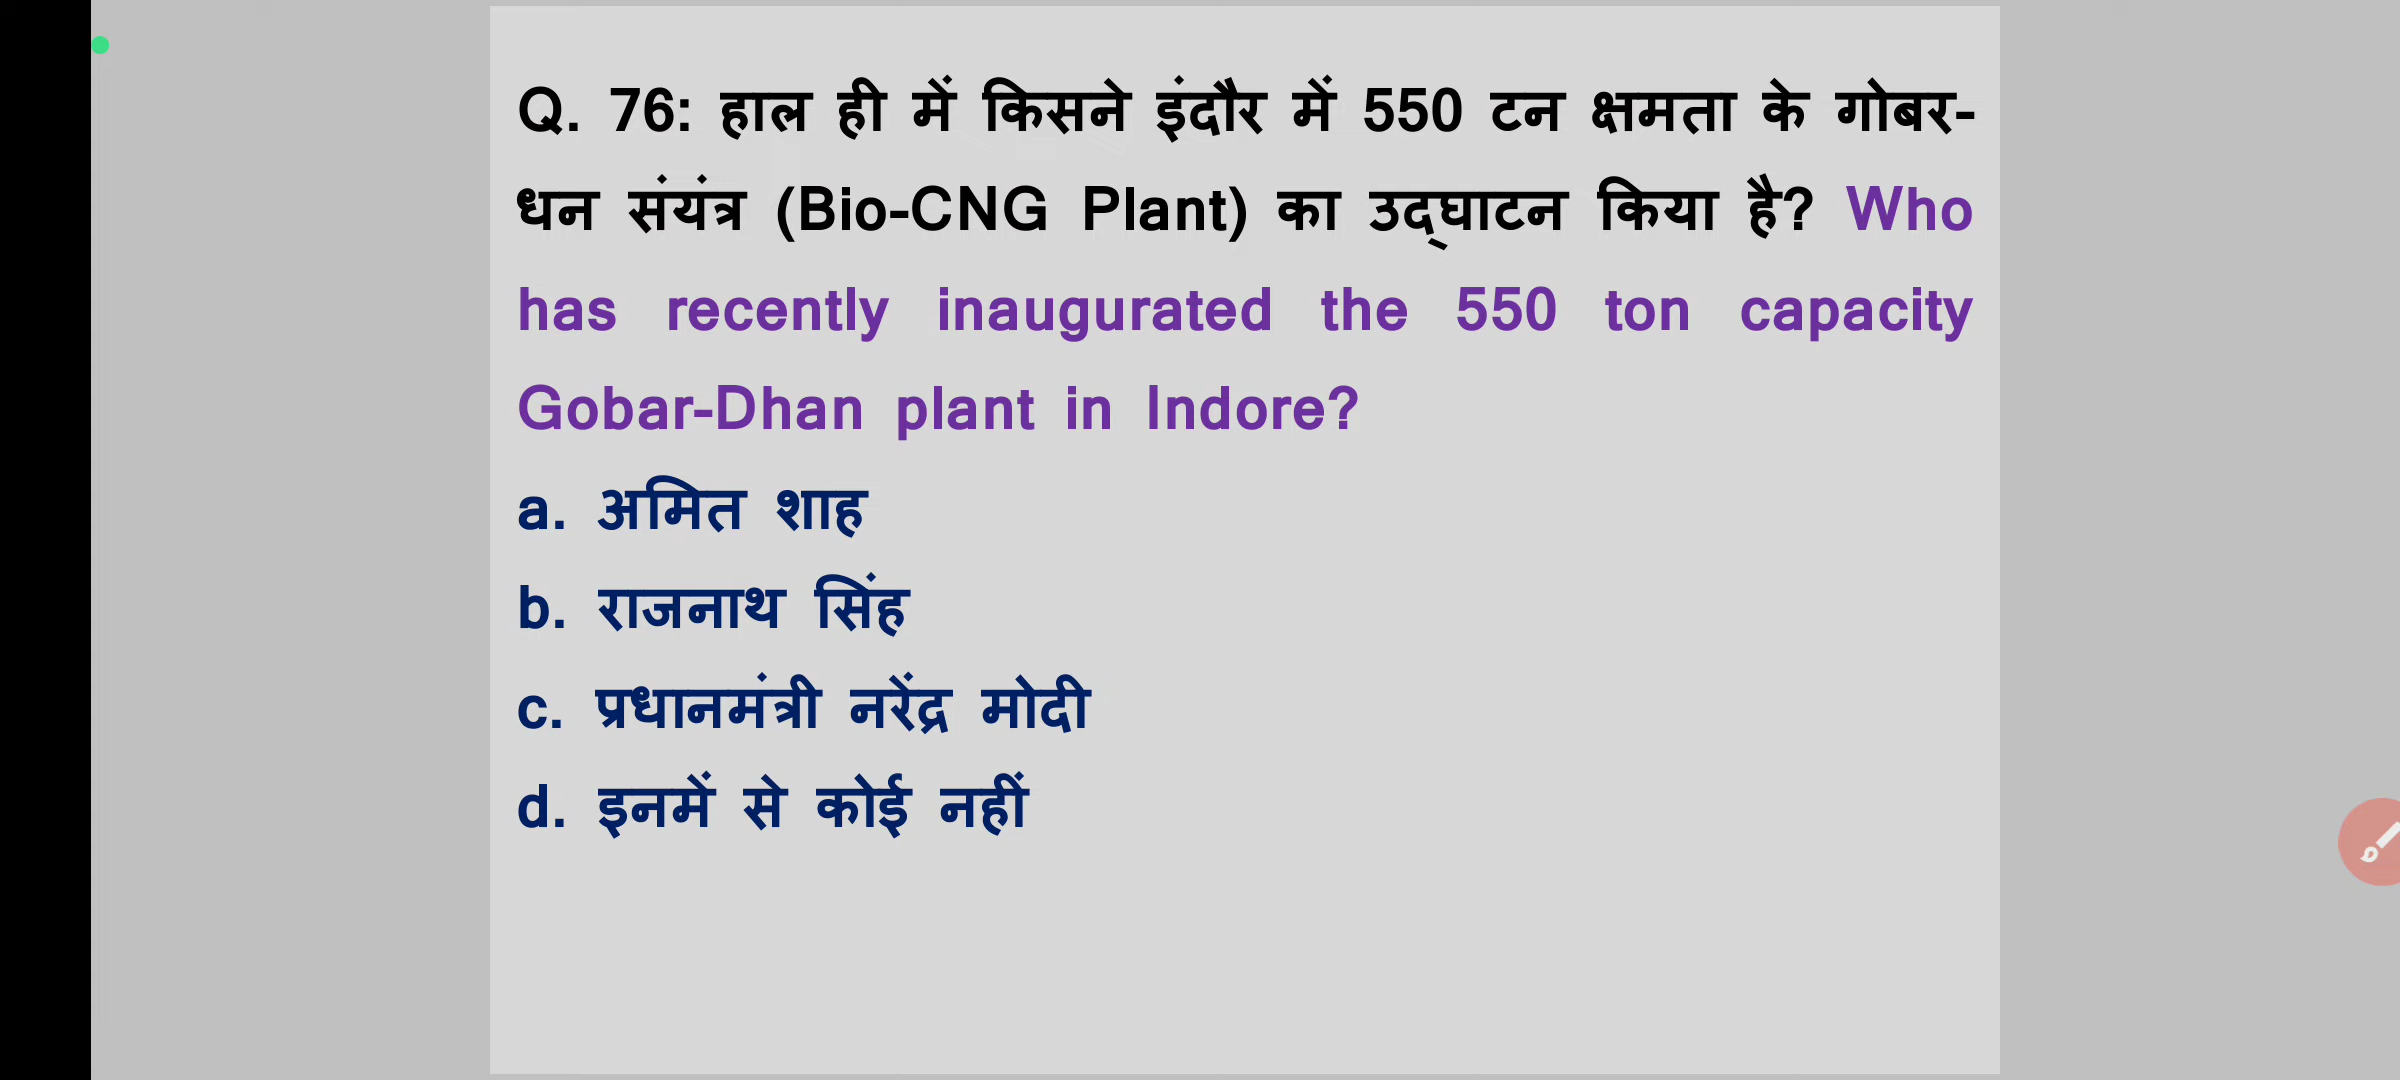 Q. 76: हाल ही में किसने इंदौर में 550 टन क्षमता के गोबर-
धन संयंत्र (Bio-CNG Plant) का उद्‌घाटन किया है? Who
has recently inaugurated the 550 ton capacity
Gobar-Dhan plant in Indore?
a. अमित शाह
b. राजनाथ सिंह
c. प्रधानमंत्री नरेंद्र मोदी
d. इनमें से कोई नहीं